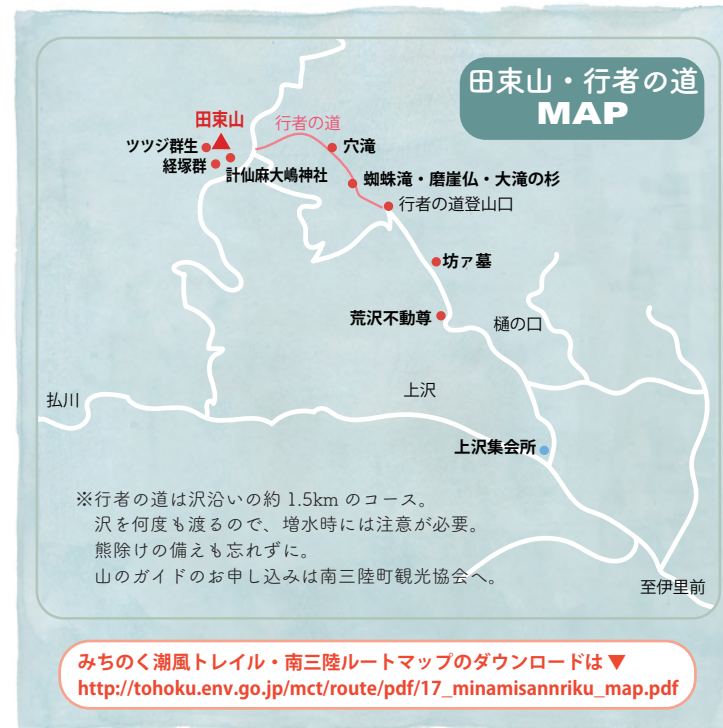 田束山・行者の道
MAP
田束山
行者の道
ツツジ群生
穴滝
経塚群
計仙麻大嶋神社
蜘蛛滝・磨崖仏・大滝の杉
行者の道登山口
坊ァ墓
荒沢不動尊
樋の口
払川
上沢
上沢集会所
※行者の道は沢沿いの約 1.5km のコース。
沢を何度も渡るので、増水時には注意が必要。
熊除けの備えも忘れずに。
山のガイドのお申し込みは南三陸町観光協会へ。
至伊里前
みちのく潮風トレイル・南三陸ルートマップのダウンロードは ▼
http://tohoku.env.go.jp/mct/route/pdf/17_minamisannriku_map.pdf